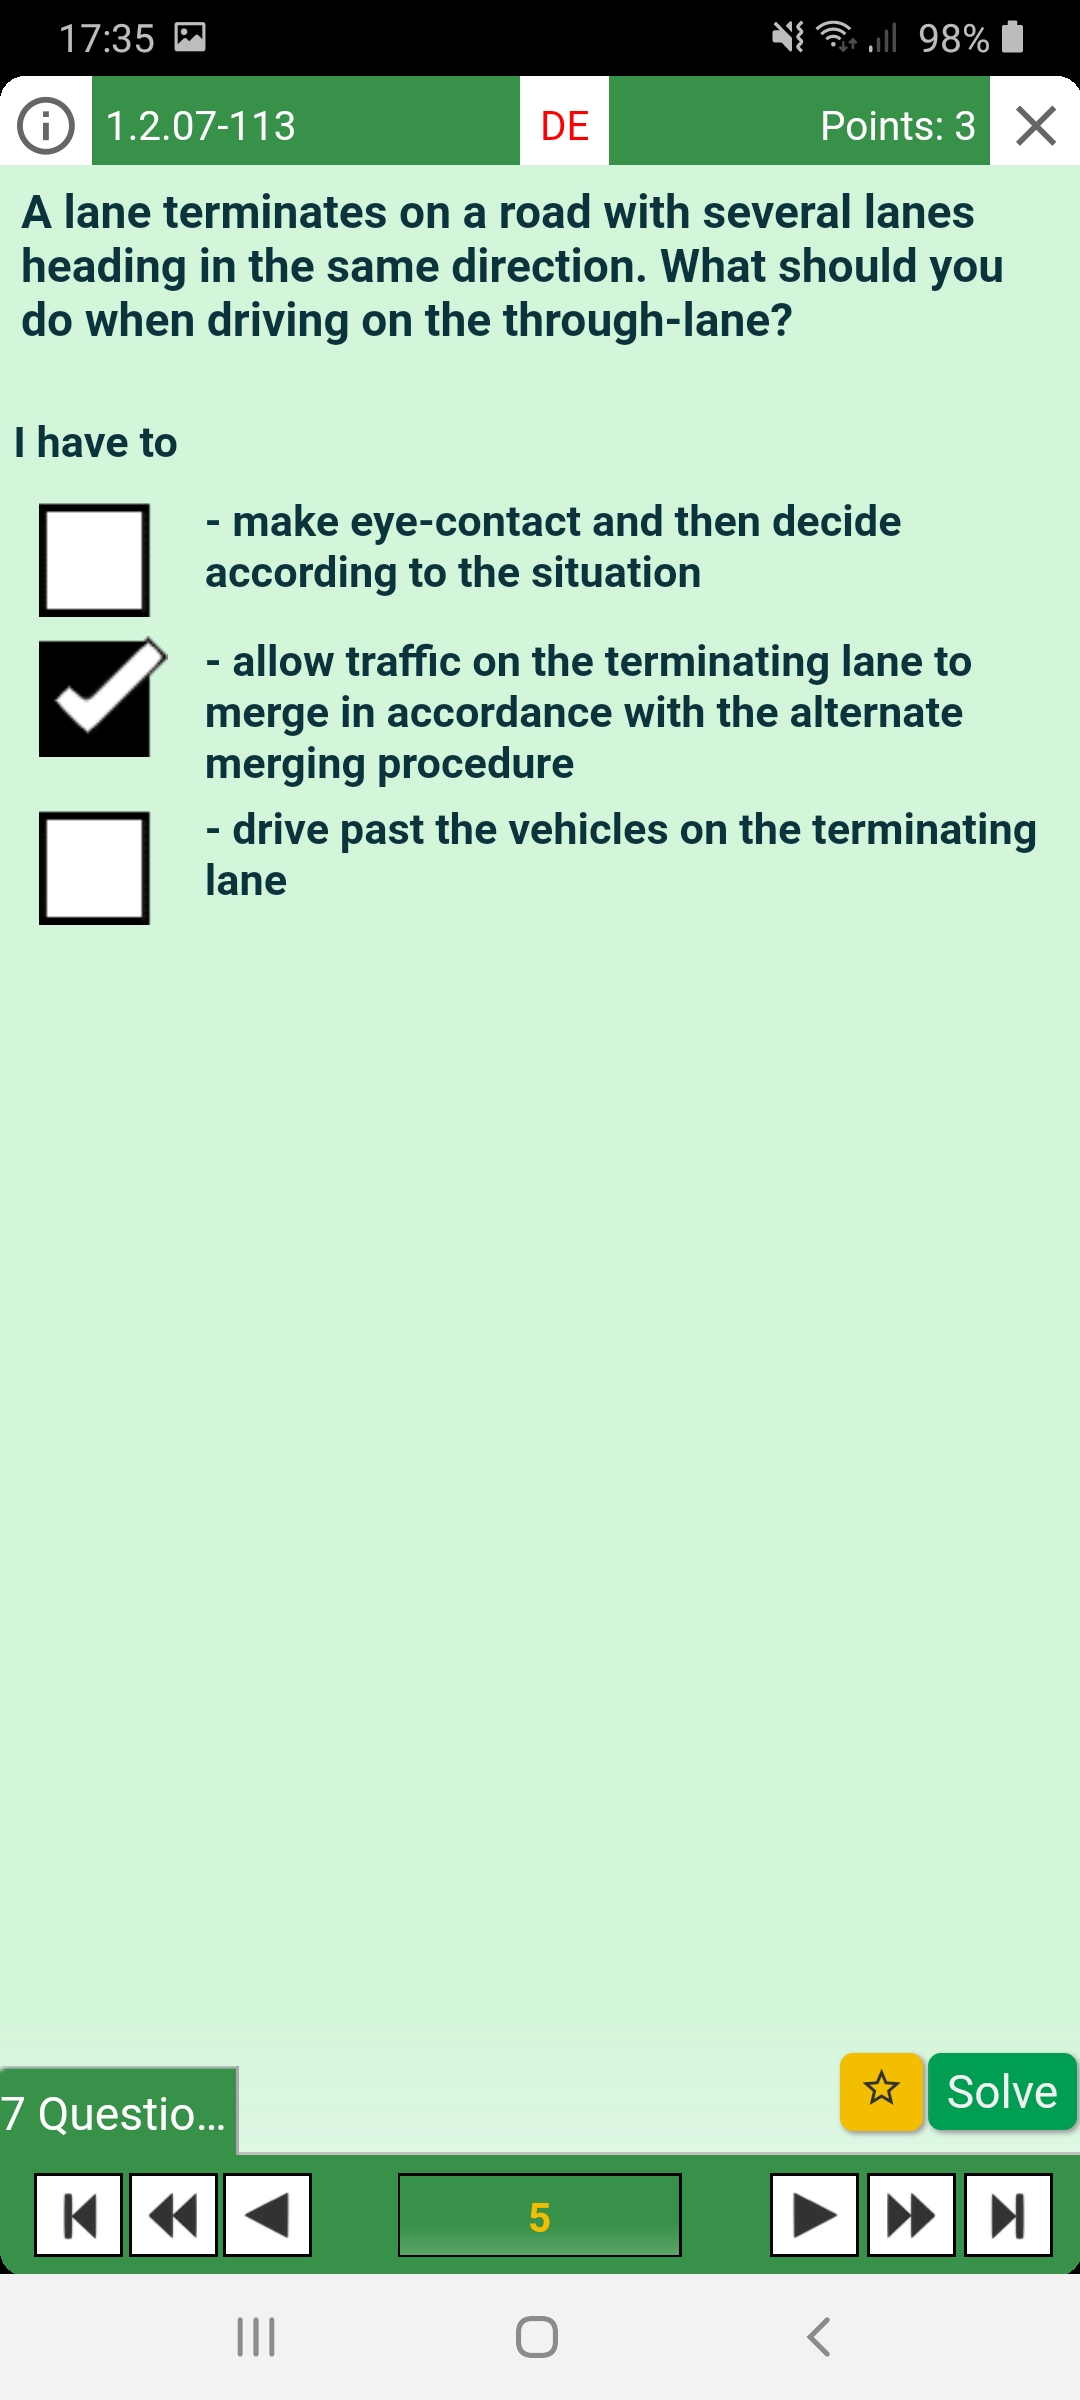 17:35 98%
1.2.07-113 DE Points: 3
A lane terminates on a road with several lanes
heading in the same direction. What should you
do when driving on the through-lane?
I have to
- make eye-contact and then decide
according to the situation
- allow traffic on the terminating lane to
merge in accordance with the alternate
merging procedure
- drive past the vehicles on the terminating
lane
Solve
7 Questio...
5